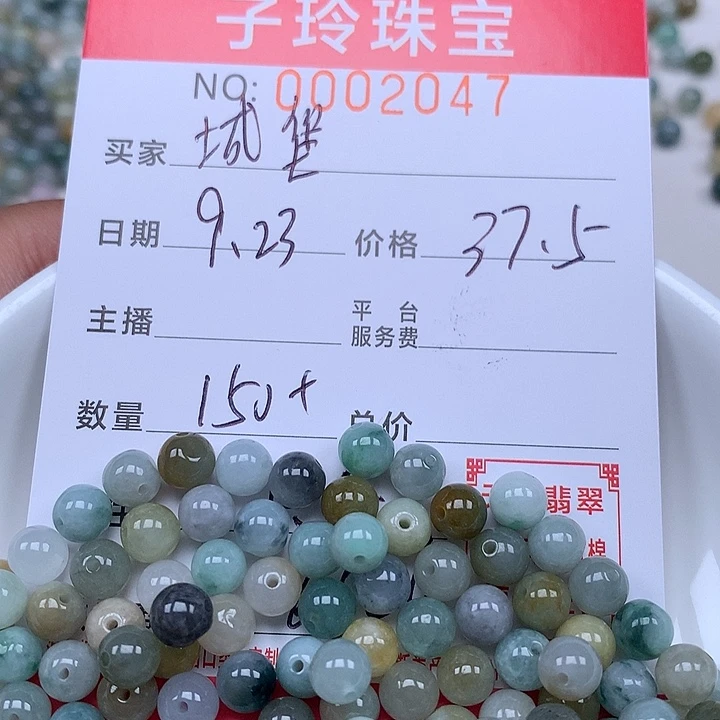 子玲珠宝
NO: 0002047
买家 城堡
日期 9.23 价格 37.5
主播 平台服务费
数量 150+ 总价
翡翠
棉